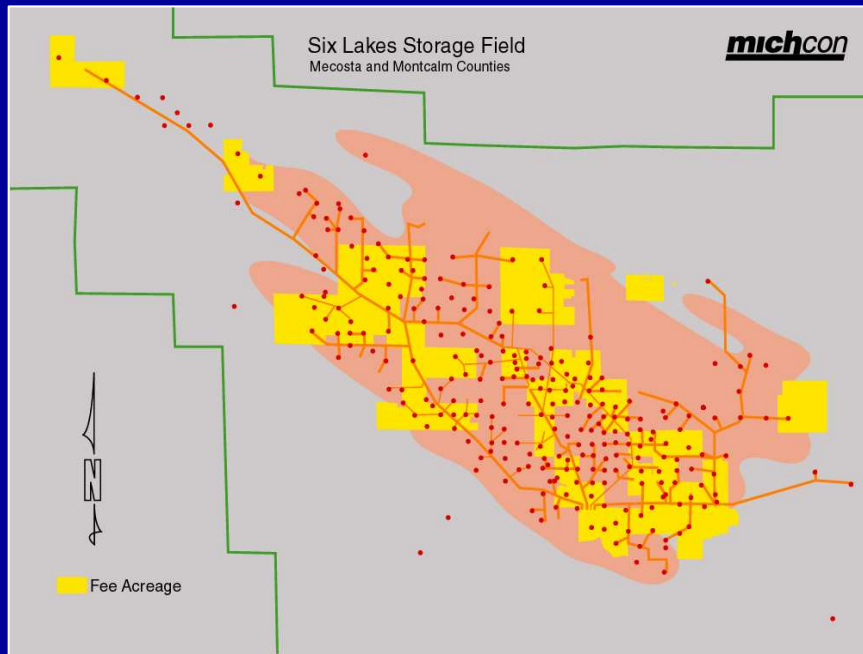 Six Lakes Storage Field
Mecosta and Montcalm Counties
michcon
N
Fee Acreage